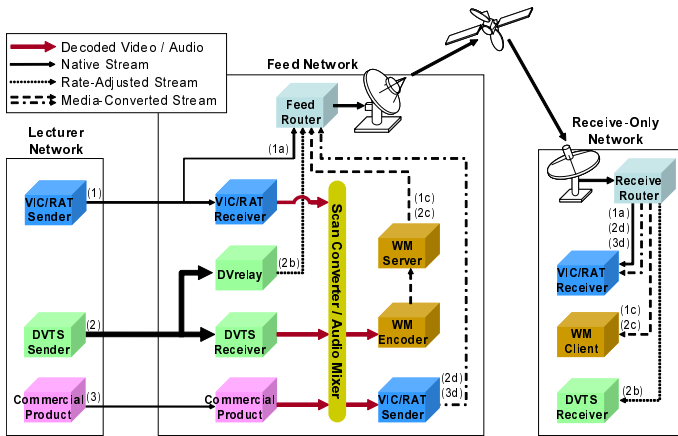 Decoded Video / Audio
Native Stream
Rate-Adjusted Stream
Media-Converted Stream
Feed Network
Feed
Router
Lecturer
Network
Receive-Only
Network
Receive
Router
(1a)
(1a)
(2d)
(3d)
(1)
VIC/RAT
Sender
VIC/RAT
Receiver
Scan Converter / Audio Mixer
(1c)
(2c)
WM
Server
VIC/RAT
Receiver
DVrelay
(2b)
(2)
DVTS
Sender
DVTS
Receiver
WM
Encoder
(1c)
(2c)
WM
Client
(3)
Commercial
Product
Commercial
Product
(2d)
(3d)
VIC/RAT
Sender
(2b)
DVTS
Receiver